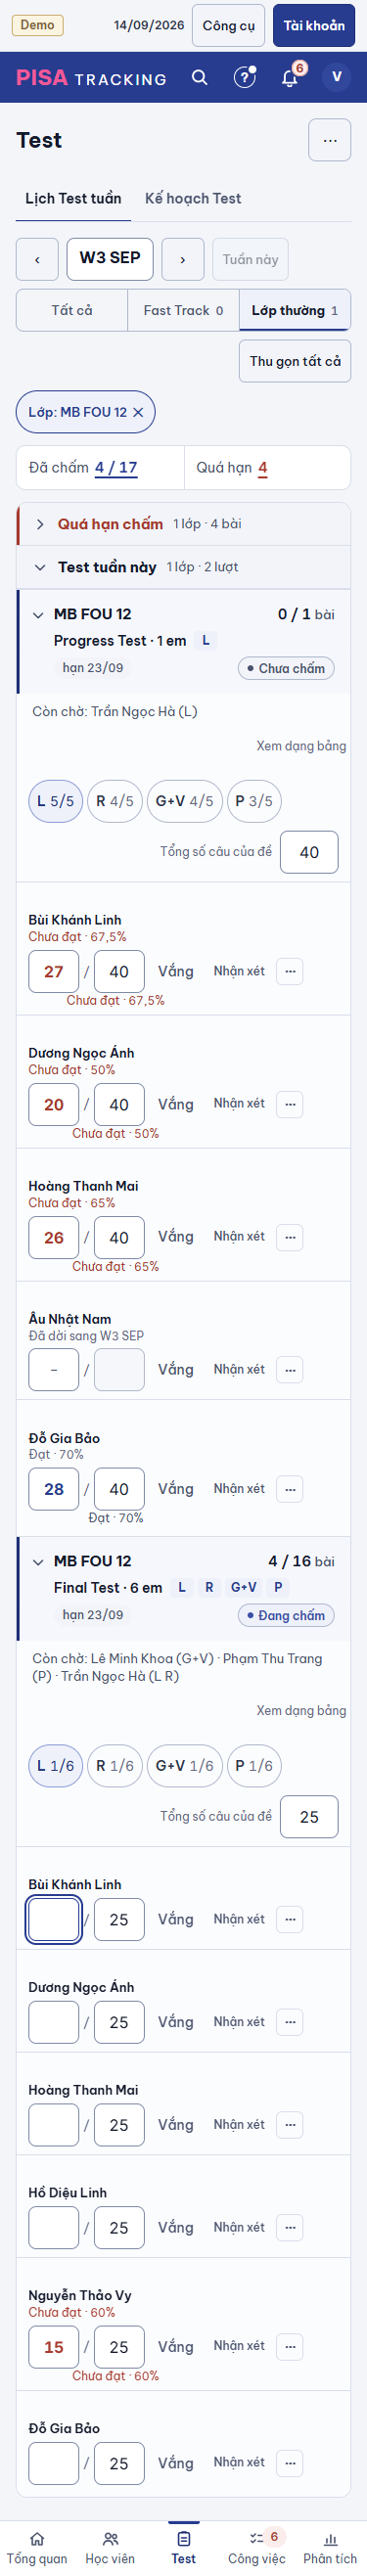 Demo 14/09/2026 Công cụ Tài khoản
PISA TRACKING ? 6 V
Test ...
Lịch Test tuần Kế hoạch Test
‹ W3 SEP › Tuần này
Tất cả Fast Track 0 Lớp thường 1
Thu gọn tất cả
Lớp: MB FOU 12 ×
Đã chấm 4 / 17 Quá hạn 4
Quá hạn chấm 1 lớp · 4 bài
Test tuần này 1 lớp · 2 lượt
MB FOU 12 0 / 1 bài
Progress Test · 1 em L
hạn 23/09 Chưa chấm
Còn chờ: Trần Ngọc Hà (L)
Xem dạng bảng
L 5/5 R 4/5 G+V 4/5 P 3/5
Tổng số câu của đề 40
Bùi Khánh Linh
Chưa đạt · 67,5%
27 / 40 Vắng Nhận xét ...
Chưa đạt · 67,5%
Dương Ngọc Ánh
Chưa đạt · 50%
20 / 40 Vắng Nhận xét ...
Chưa đạt · 50%
Hoàng Thanh Mai
Chưa đạt · 65%
26 / 40 Vắng Nhận xét ...
Chưa đạt · 65%
Âu Nhật Nam
Đã dời sang W3 SEP
– / Vắng Nhận xét ...
Đỗ Gia Bảo
Đạt · 70%
28 / 40 Vắng Nhận xét ...
Đạt · 70%
MB FOU 12 4 / 16 bài
Final Test · 6 em L R G+V P
hạn 23/09 Đang chấm
Còn chờ: Lê Minh Khoa (G+V) · Phạm Thu Trang
(P) · Trần Ngọc Hà (L R)
Xem dạng bảng
L 1/6 R 1/6 G+V 1/6 P 1/6
Tổng số câu của đề 25
Bùi Khánh Linh
/ 25 Vắng Nhận xét ...
Dương Ngọc Ánh
/ 25 Vắng Nhận xét ...
Hoàng Thanh Mai
/ 25 Vắng Nhận xét ...
Hồ Diệu Linh
/ 25 Vắng Nhận xét ...
Nguyễn Thảo Vy
Chưa đạt · 60%
15 / 25 Vắng Nhận xét ...
Chưa đạt · 60%
Đỗ Gia Bảo
/ 25 Vắng Nhận xét ...
6
Tổng quan Học viên Test Công việc Phân tích